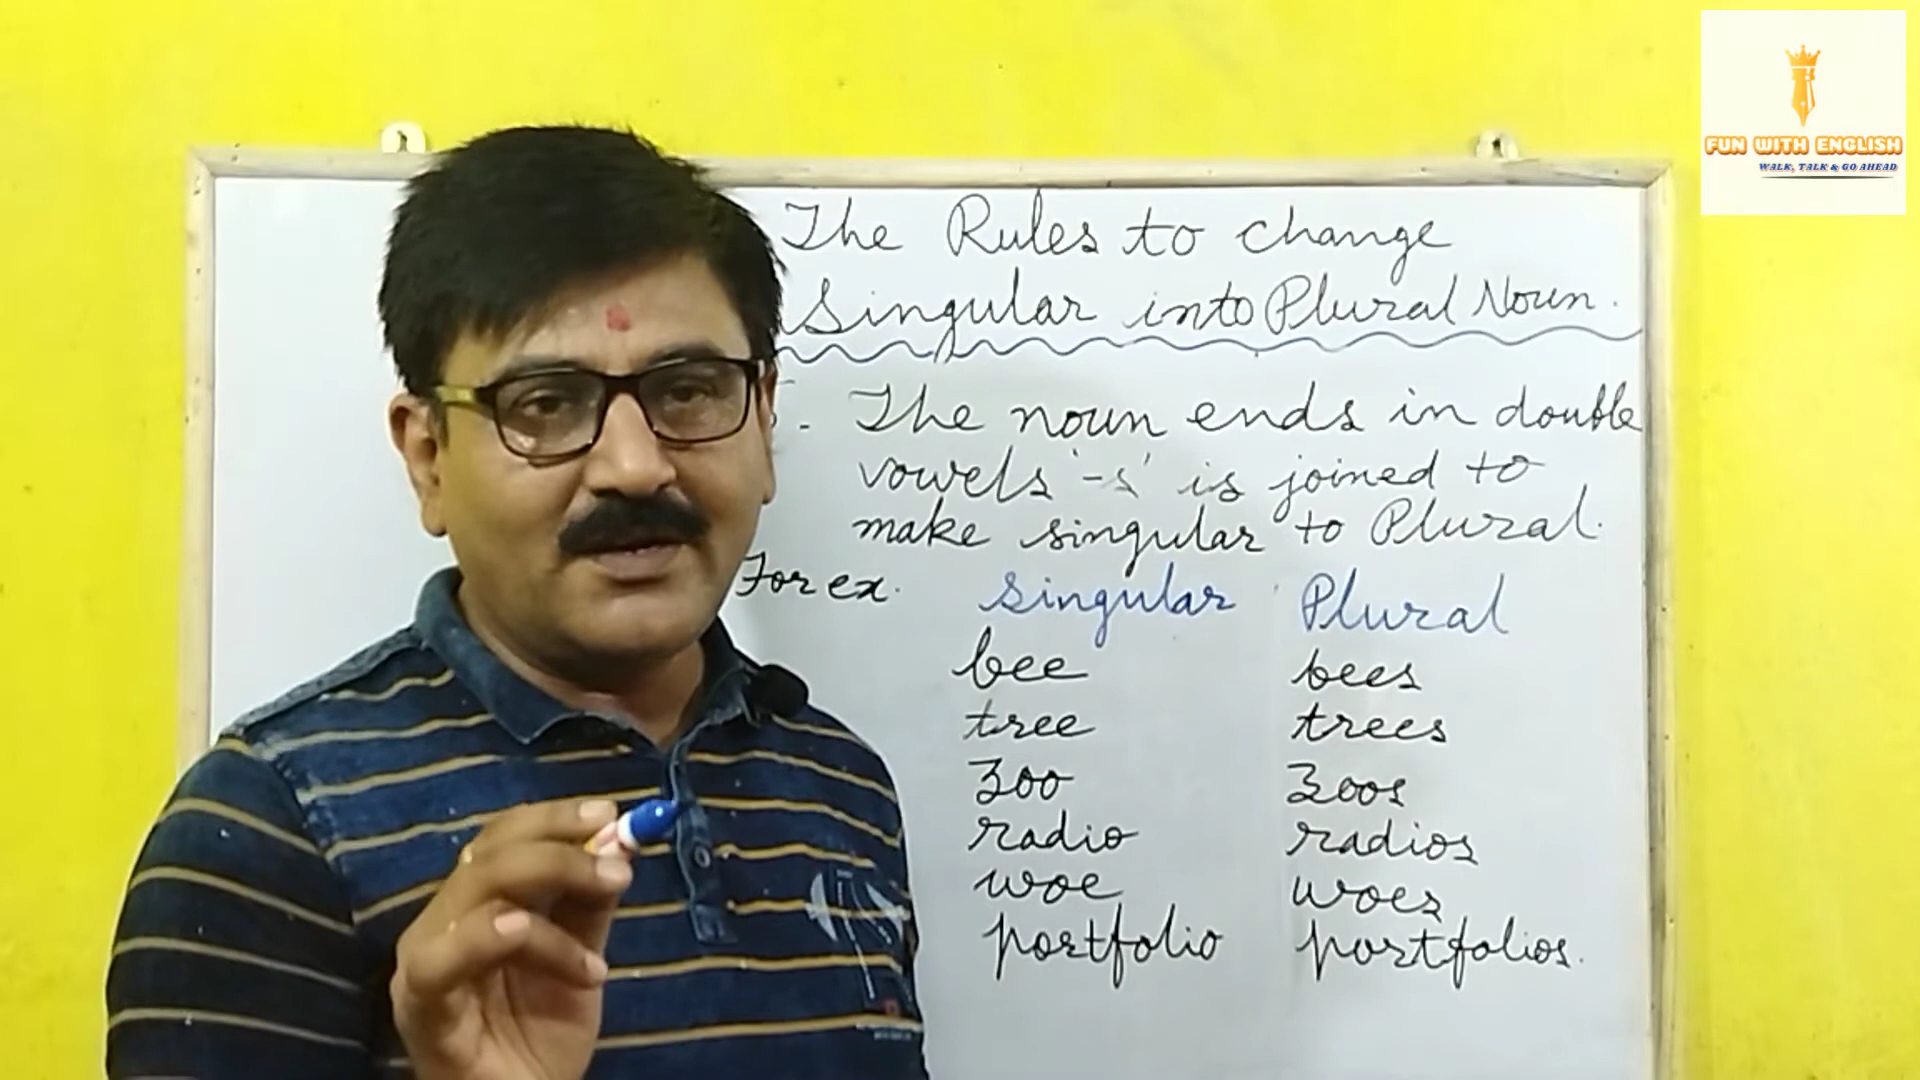 FUN WITH ENGLISH
WALK, TALK & GO AHEAD
The Rules to change
Singular into Plural Noun.
5. The noun ends in double
vowels '-s' is joined to
make singular to Plural.
For ex. Singular Plural
bee bees
tree trees
zoo zoos
radio radios
woe woes
portfolio portfolios.